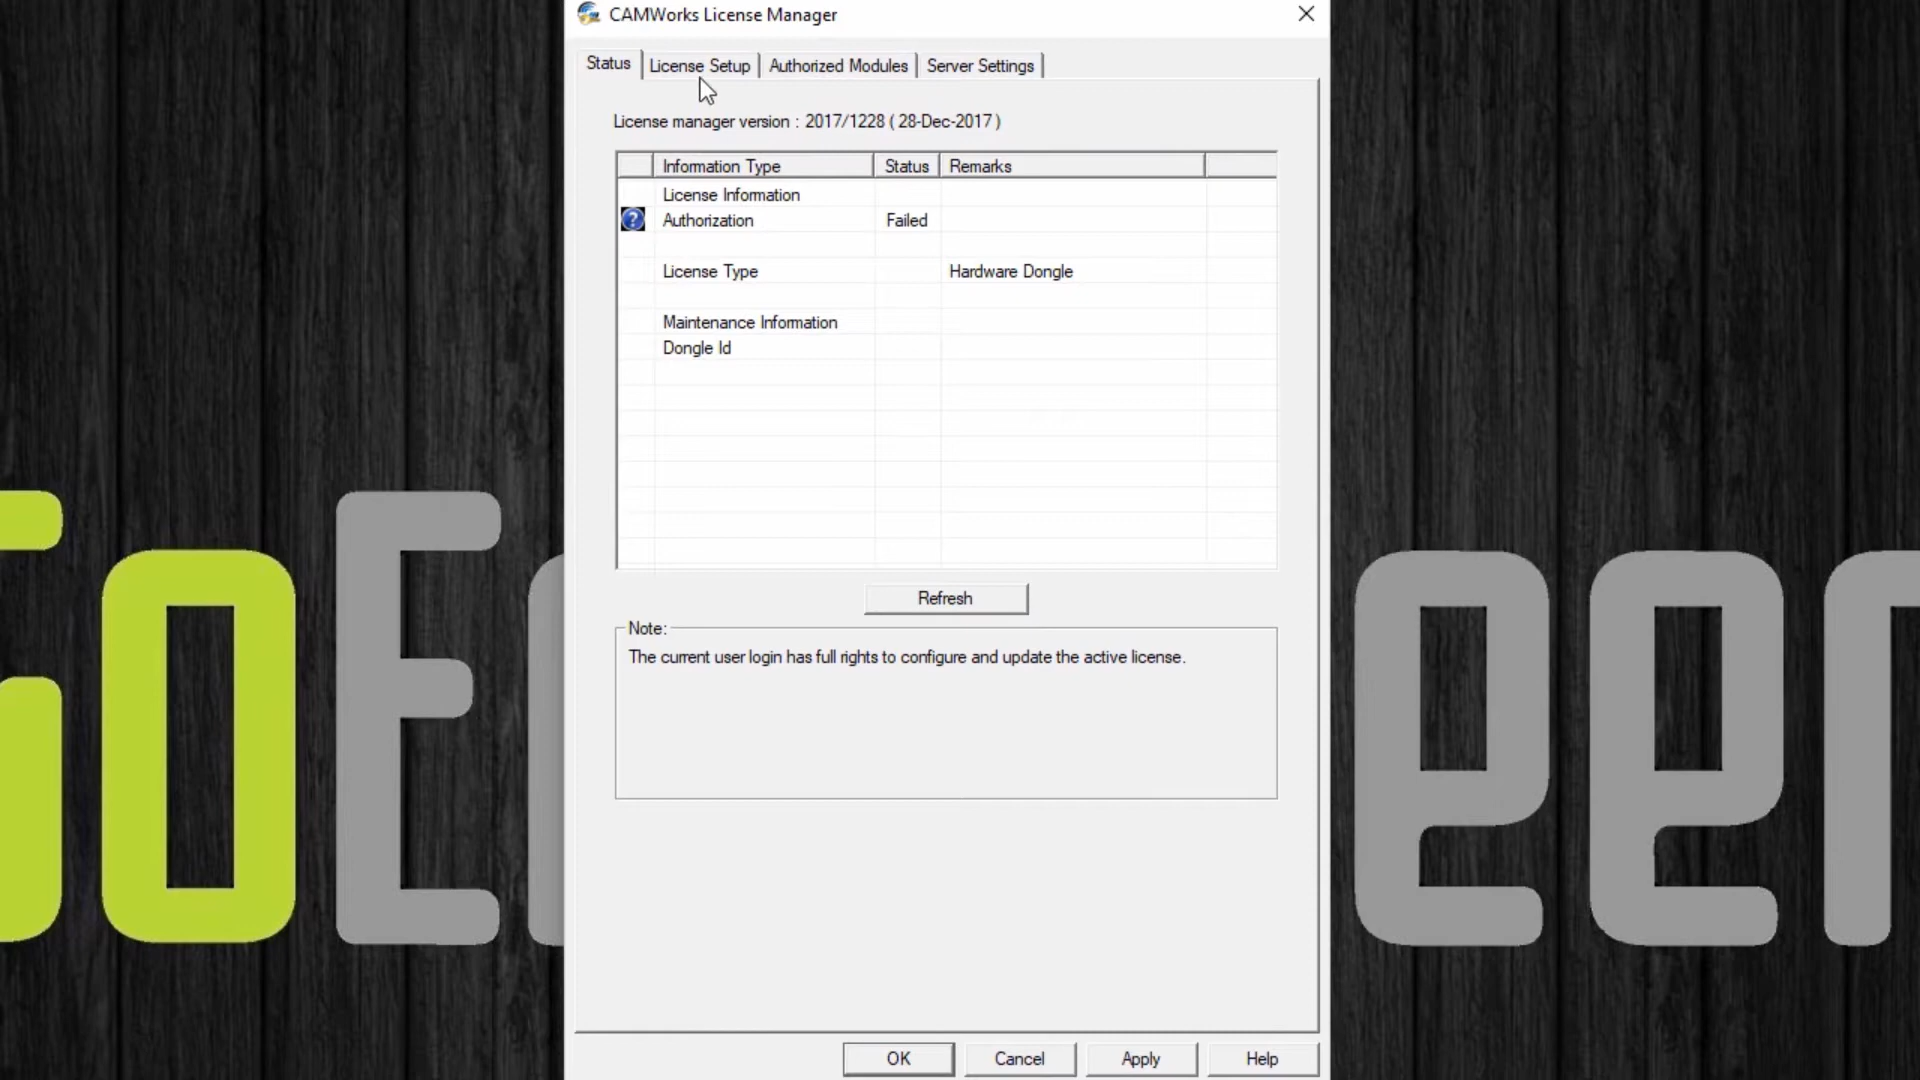 CAMWorks License Manager
Status License Setup Authorized Modules Server Settings
License manager version : 2017/1228 ( 28-Dec-2017 )
Information Type Status Remarks
License Information
Authorization Failed
License Type Hardware Dongle
Maintenance Information
Dongle Id
Refresh
Note:
The current user login has full rights to configure and update the active license.
OK Cancel Apply Help